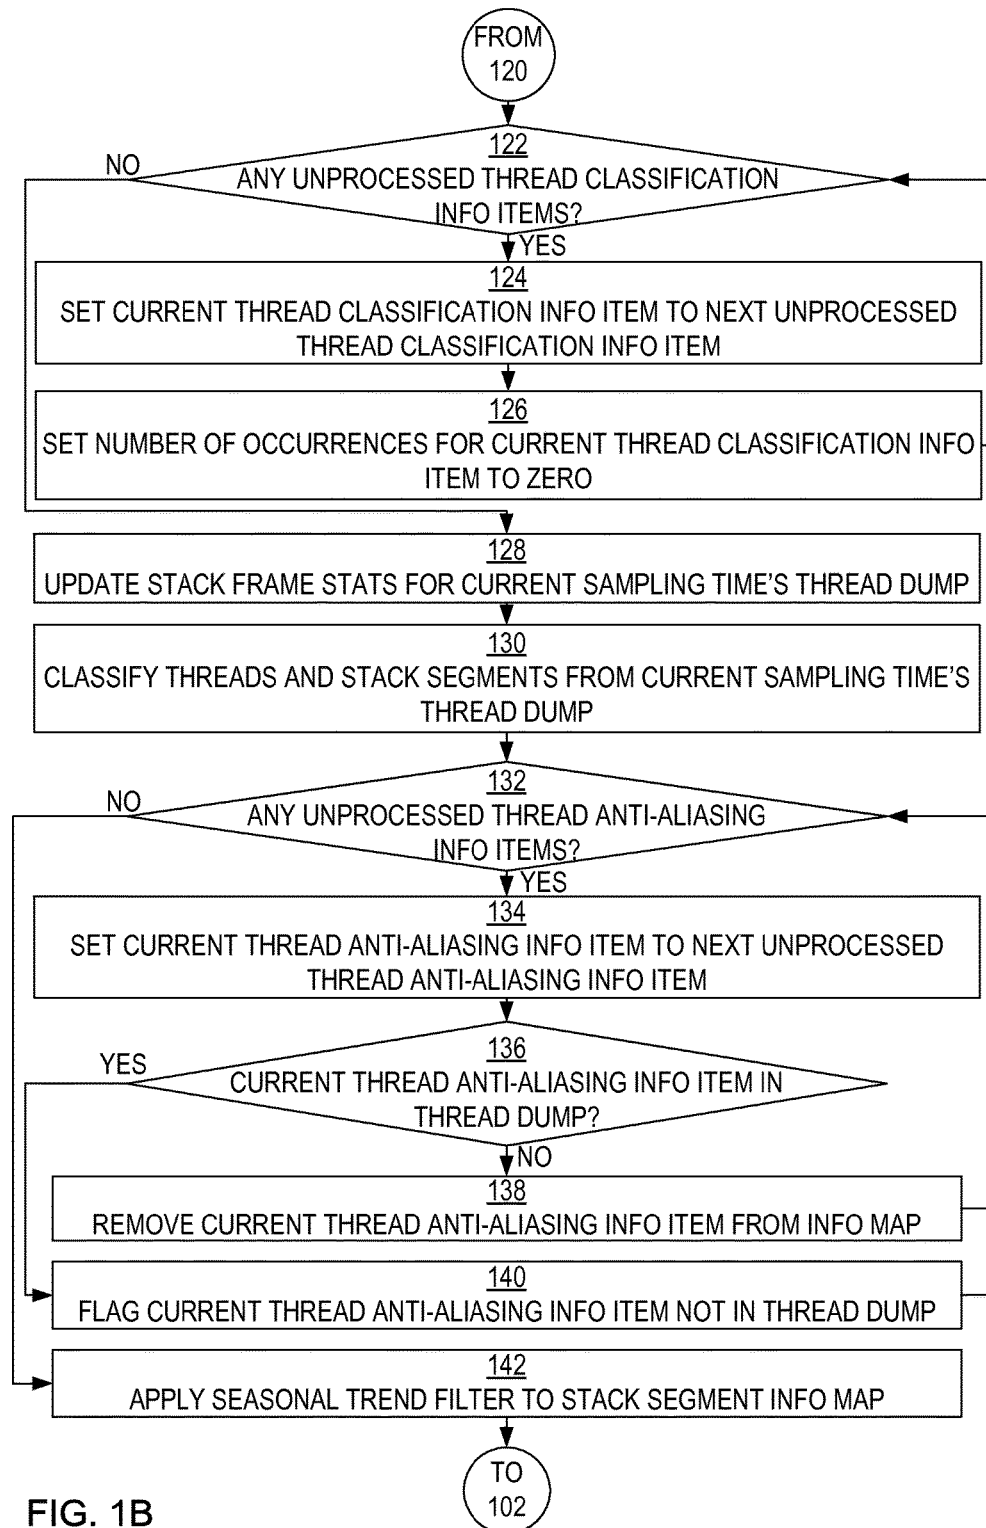 FROM
120
122
NO
ANY UNPROCESSED THREAD CLASSIFICATION
INFO ITEMS?
YES
124
SET CURRENT THREAD CLASSIFICATION INFO ITEM TO NEXT UNPROCESSED
THREAD CLASSIFICATION INFO ITEM
126
SET NUMBER OF OCCURRENCES FOR CURRENT THREAD CLASSIFICATION INFO
ITEM TO ZERO
128
UPDATE STACK FRAME STATS FOR CURRENT SAMPLING TIME'S THREAD DUMP
130
CLASSIFY THREADS AND STACK SEGMENTS FROM CURRENT SAMPLING TIME'S
THREAD DUMP
132
NO
ANY UNPROCESSED THREAD ANTI-ALIASING
INFO ITEMS?
YES
134
SET CURRENT THREAD ANTI-ALIASING INFO ITEM TO NEXT UNPROCESSED
THREAD ANTI-ALIASING INFO ITEM
136
YES
CURRENT THREAD ANTI-ALIASING INFO ITEM IN
THREAD DUMP?
NO
138
REMOVE CURRENT THREAD ANTI-ALIASING INFO ITEM FROM INFO MAP
140
FLAG CURRENT THREAD ANTI-ALIASING INFO ITEM NOT IN THREAD DUMP
142
APPLY SEASONAL TREND FILTER TO STACK SEGMENT INFO MAP
TO
102
FIG. 1B